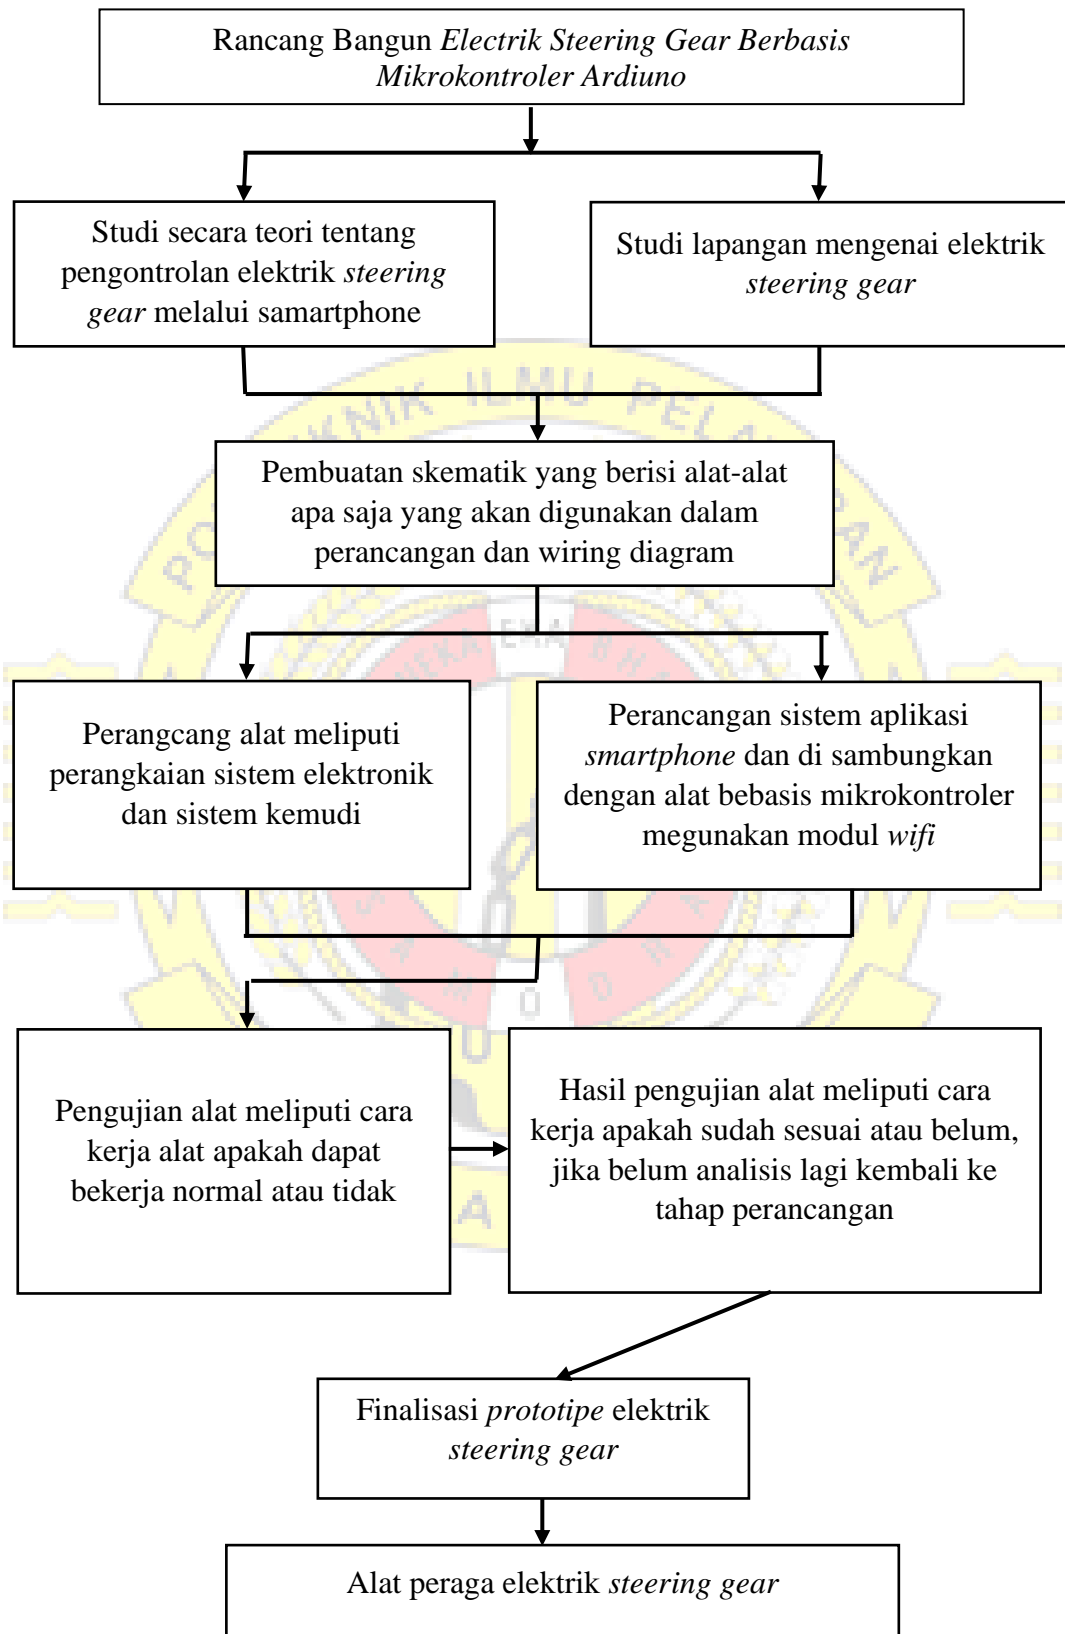 Rancang Bangun Electrik Steering Gear Berbasis
Mikrokontroler Ardiuno
Studi secara teori tentang
pengontrolan elektrik steering
gear melalui samartphone
Studi lapangan mengenai elektrik
steering gear
Pembuatan skematik yang berisi alat-alat
apa saja yang akan digunakan dalam
perancangan dan wiring diagram
Perangcang alat meliputi
perangkaian sistem elektronik
dan sistem kemudi
Perancangan sistem aplikasi
smartphone dan di sambungkan
dengan alat bebasis mikrokontroler
megunakan modul wifi
Pengujian alat meliputi cara
kerja alat apakah dapat
bekerja normal atau tidak
Hasil pengujian alat meliputi cara
kerja apakah sudah sesuai atau belum,
jika belum analisis lagi kembali ke
tahap perancangan
Finalisasi prototipe elektrik
steering gear
Alat peraga elektrik steering gear